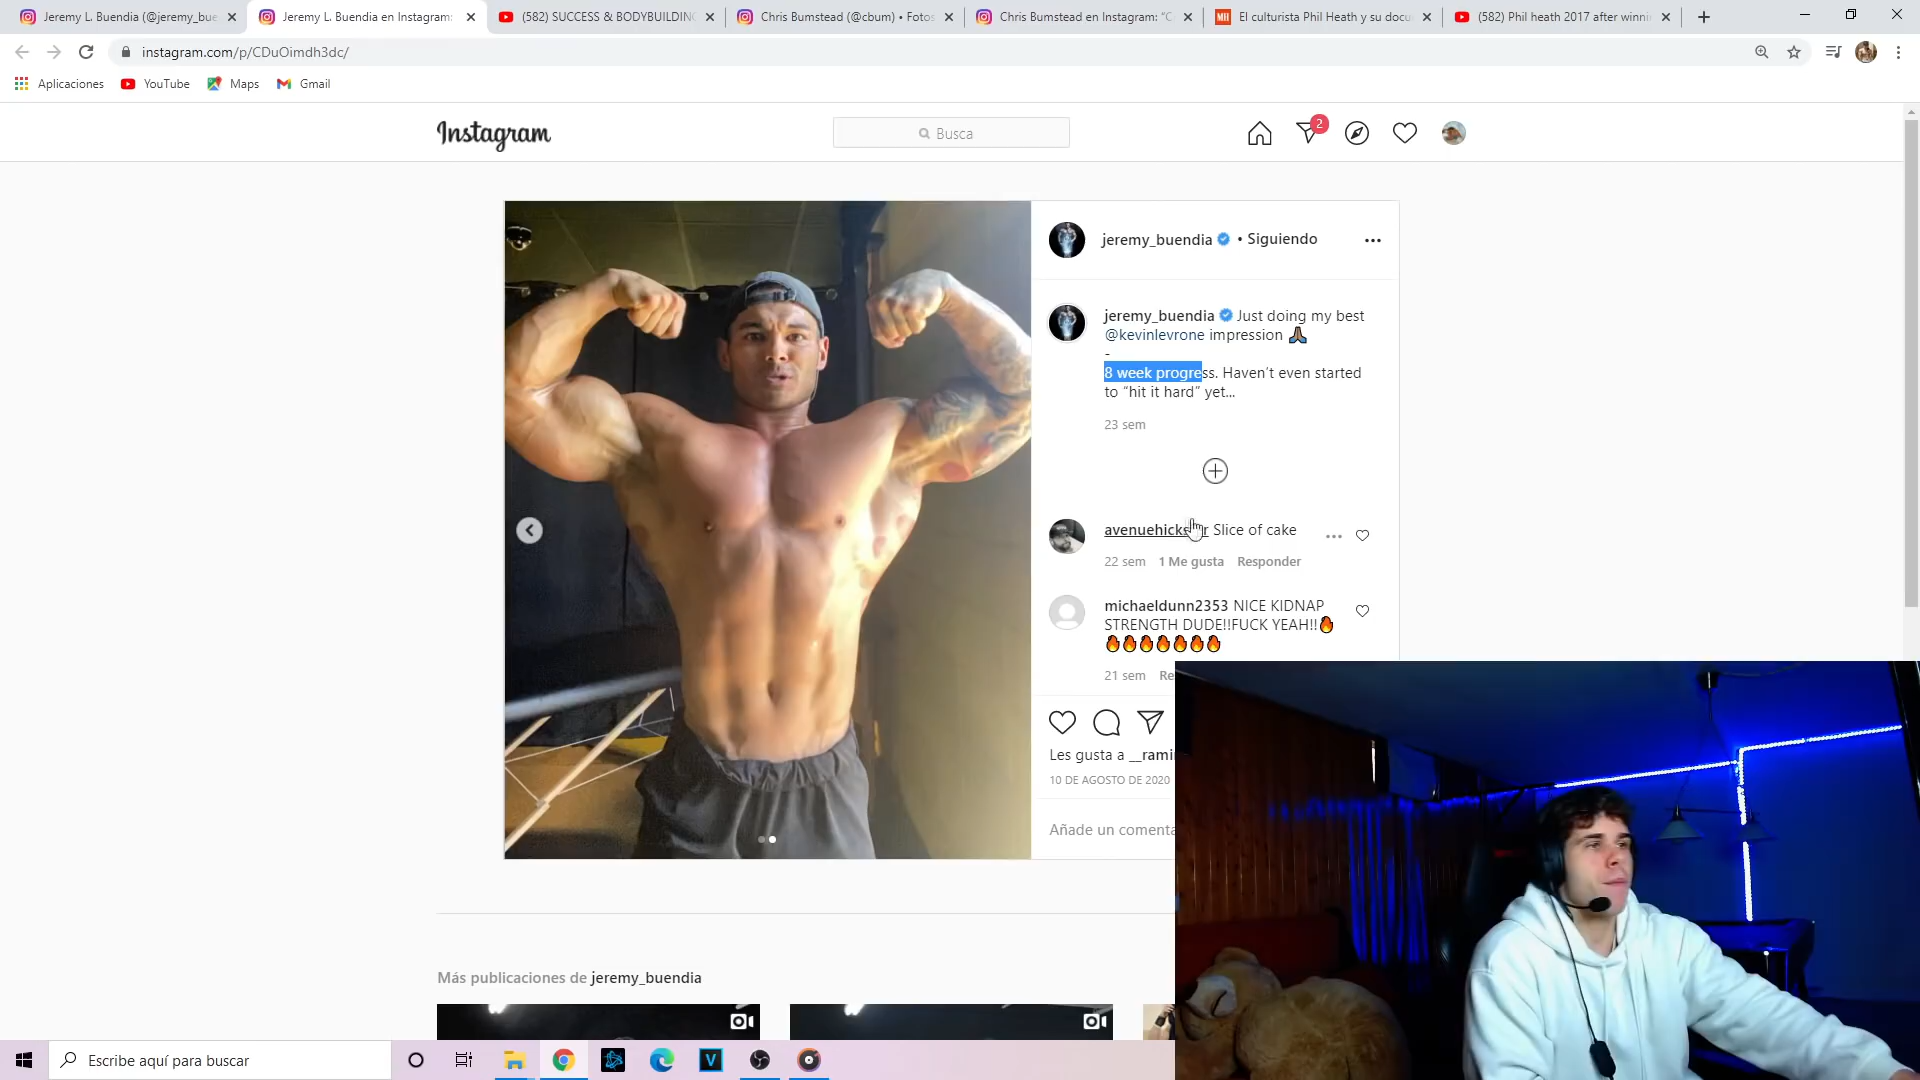 Jeremy L. Buendia (@jeremy_bue
Jeremy L. Buendia en Instagram:
(582) SUCCESS & BODYBUILDING
Chris Bumstead (@cbum) • Fotos
Chris Bumstead en Instagram: “C
El culturista Phil Heath y su docu
(582) Phil heath 2017 after winni
instagram.com/p/CDuOimdh3dc/
Aplicaciones
YouTube
Maps
Gmail
Instagram
Busca
2
jeremy_buendia • Siguiendo
jeremy_buendia Just doing my best
@kevinlevrone impression
-
8 week progress. Haven’t even started
to “hit it hard” yet...
23 sem
Slice of cake
22 sem 1 Me gusta Responder
michaeldunn2353 NICE KIDNAP
STRENGTH DUDE!!FUCK YEAH!!🔥
🔥🔥🔥🔥🔥🔥🔥
21 sem Re
Les gusta a __rami
10 DE AGOSTO DE 2020
Añade un comenta
Más publicaciones de jeremy_buendia
Escribe aquí para buscar
V